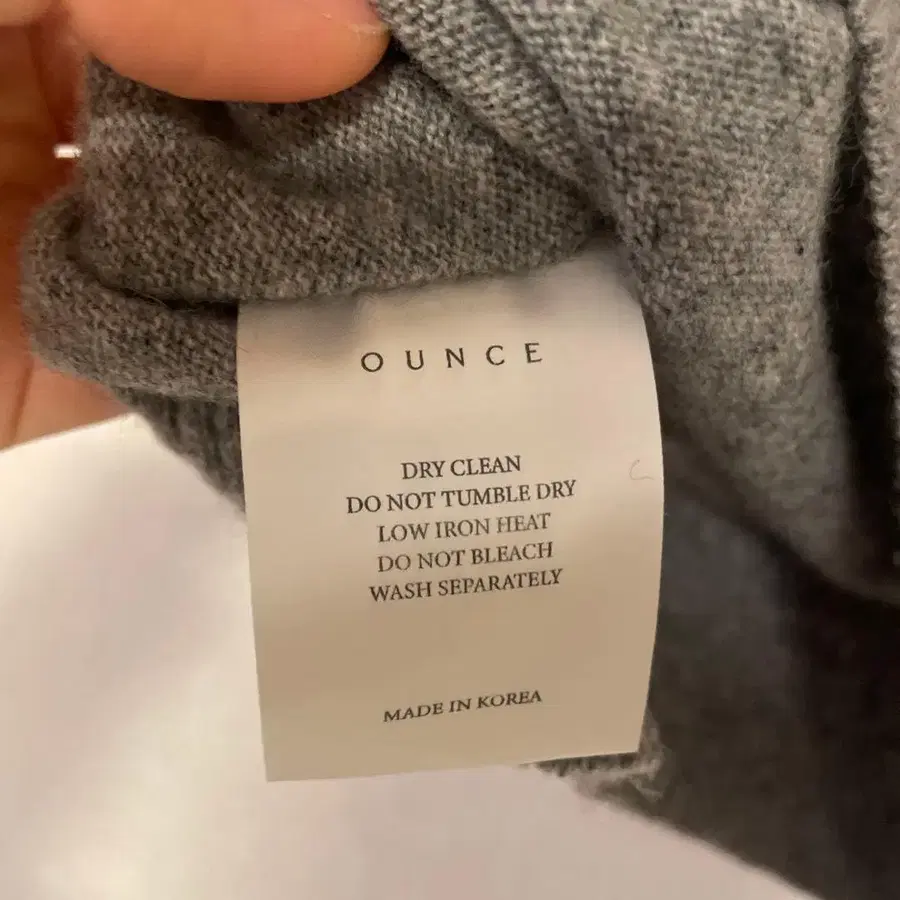 OUNCE
DRY CLEAN
DO NOT TUMBLE DRY
LOW IRON HEAT
DO NOT BLEACH
WASH SEPARATELY
MADE IN KOREA